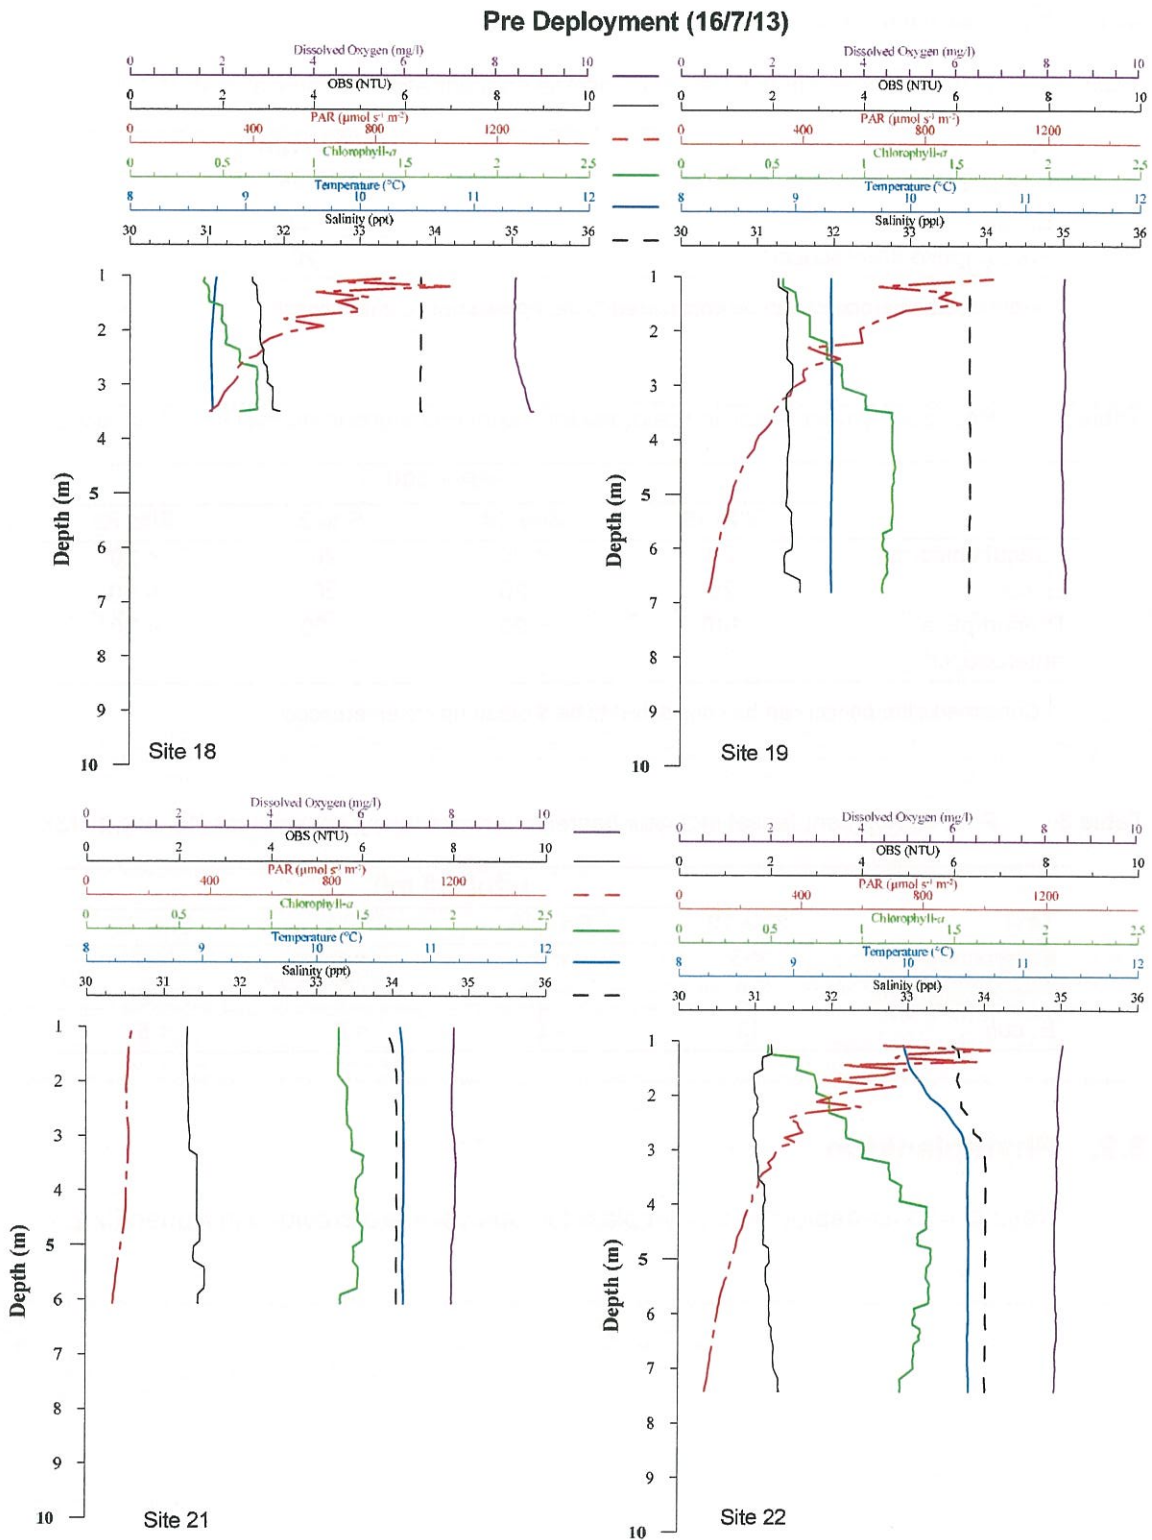 Pre Deployment (16/7/13)
Dissolved Oxygen (mg/l)
0 2 4 6 8 10
OBS (NTU)
0 2 4 6 8 10
PAR (µmol s⁻¹ m⁻²)
0 400 800 1200
Chlorophyll-α
0 0.5 1 1.5 2 2.5
Temperature (°C)
8 9 10 11 12
Salinity (ppt)
30 31 32 33 34 35 36
1
2
3
4
5
6
7
8
9
10
Depth (m)
Site 18
Dissolved Oxygen (mg/l)
0 2 4 6 8 10
OBS (NTU)
0 2 4 6 8 10
PAR (µmol s⁻¹ m⁻²)
0 400 800 1200
Chlorophyll-α
0 0.5 1 1.5 2 2.5
Temperature (°C)
8 9 10 11 12
Salinity (ppt)
30 31 32 33 34 35 36
1
2
3
4
5
6
7
8
9
10
Depth (m)
Site 19
Dissolved Oxygen (mg/l)
0 2 4 6 8 10
OBS (NTU)
0 2 4 6 8 10
PAR (µmol s⁻¹ m⁻²)
0 400 800 1200
Chlorophyll-α
0 0.5 1 1.5 2 2.5
Temperature (°C)
8 9 10 11 12
Salinity (ppt)
30 31 32 33 34 35 36
1
2
3
4
5
6
7
8
9
10
Depth (m)
Site 21
Dissolved Oxygen (mg/l)
0 2 4 6 8 10
OBS (NTU)
0 2 4 6 8 10
PAR (µmol s⁻¹ m⁻²)
0 400 800 1200
Chlorophyll-α
0 0.5 1 1.5 2 2.5
Temperature (°C)
8 9 10 11 12
Salinity (ppt)
30 31 32 33 34 35 36
1
2
3
4
5
6
7
8
9
10
Depth (m)
Site 22